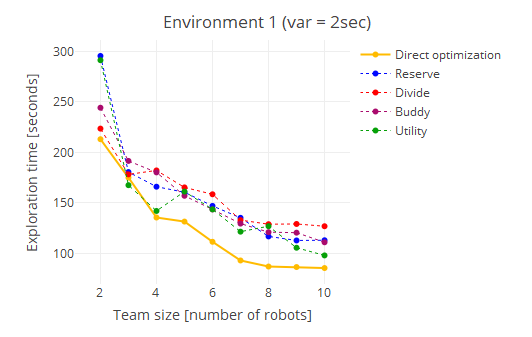 Environment 1 (var = 2sec)
300
250
200
150
100
2
4
6
8
10
Exploration time [seconds]
Team size [number of robots]
Direct optimization
Reserve
Divide
Buddy
Utility